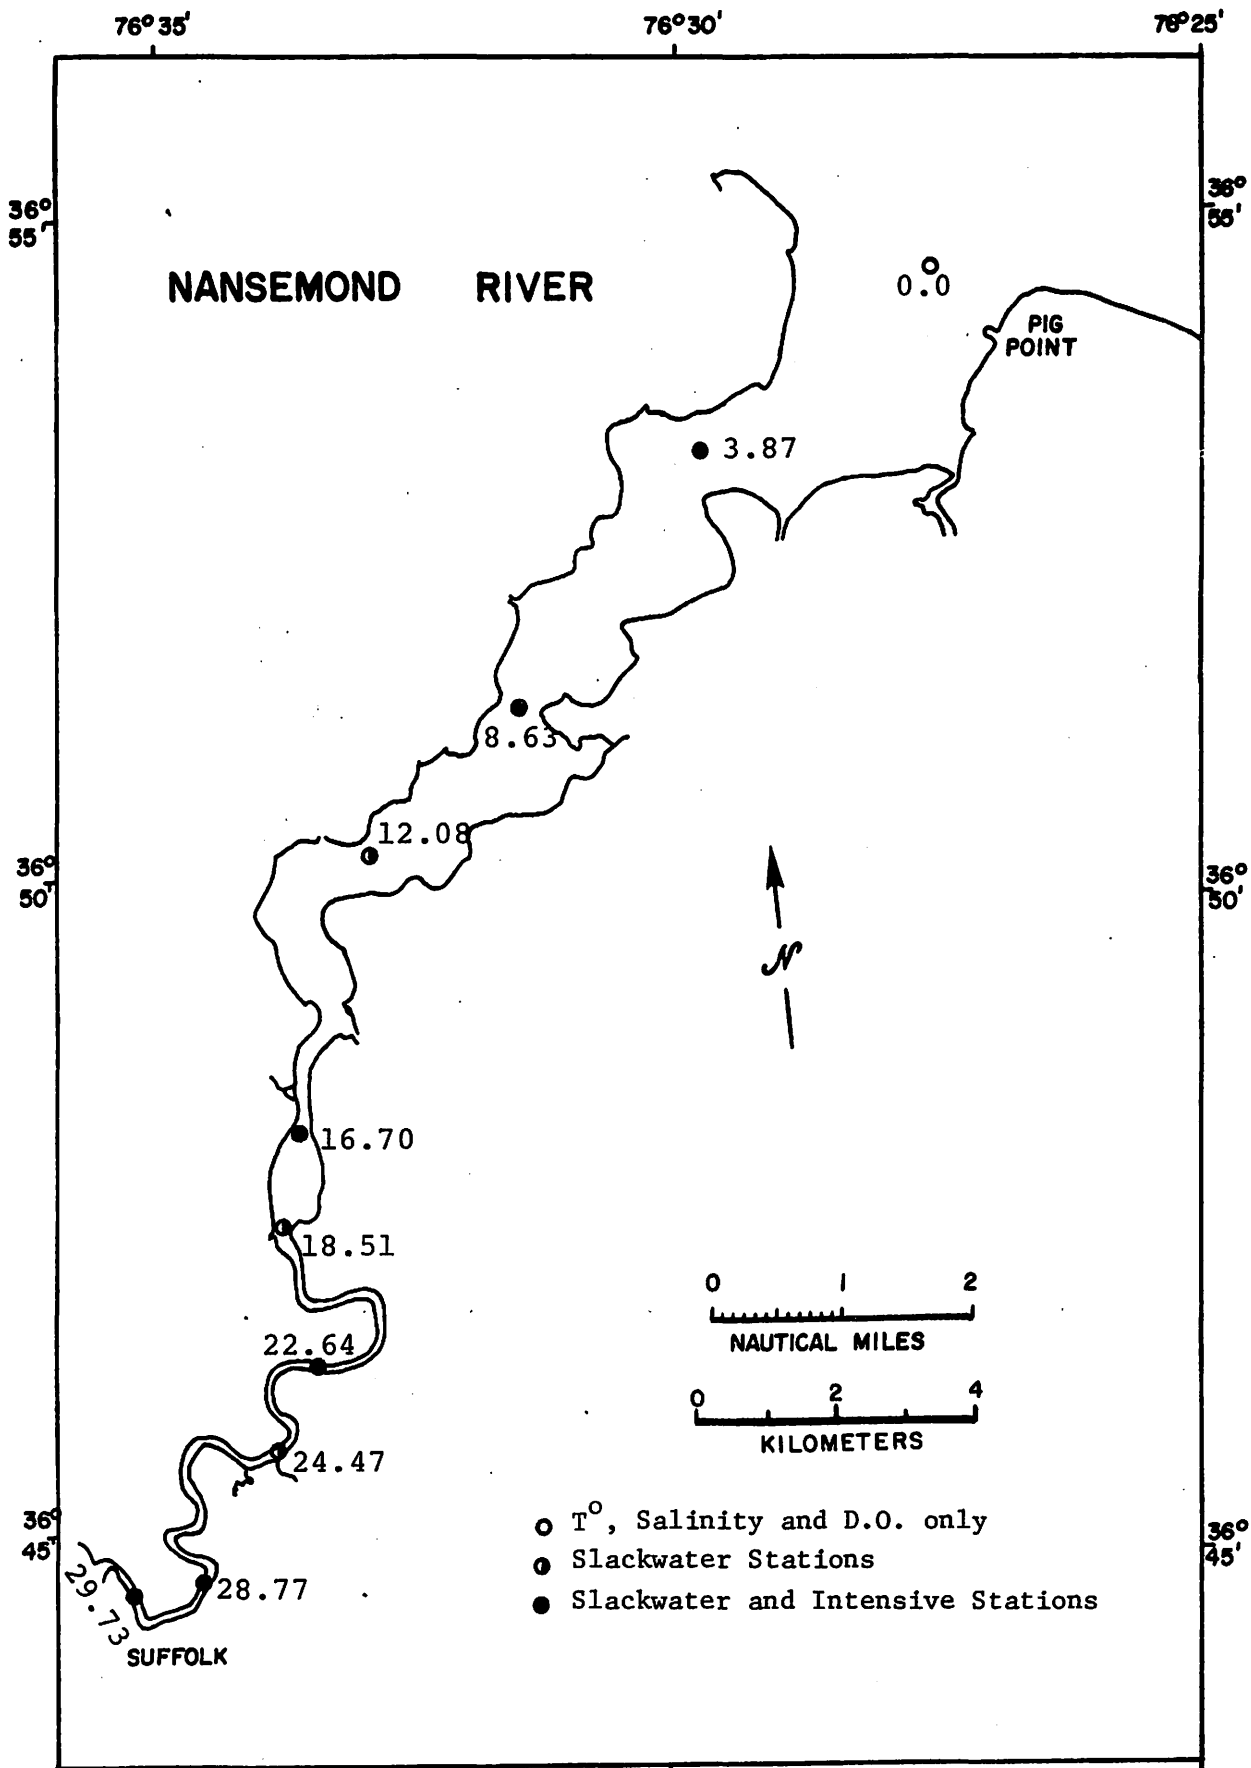 76° 35'
76° 30'
76° 25'
36°
55'
36°
55'
NANSEMOND RIVER
0.0
PIG
POINT
3.87
8.63
12.08
36°
50'
36°
50'
N
16.70
18.51
0 1 2
NAUTICAL MILES
22.64
0 2 4
KILOMETERS
24.47
36°
45'
36°
45'
T°, Salinity and D.O. only
Slackwater Stations
Slackwater and Intensive Stations
28.77
29.73
SUFFOLK